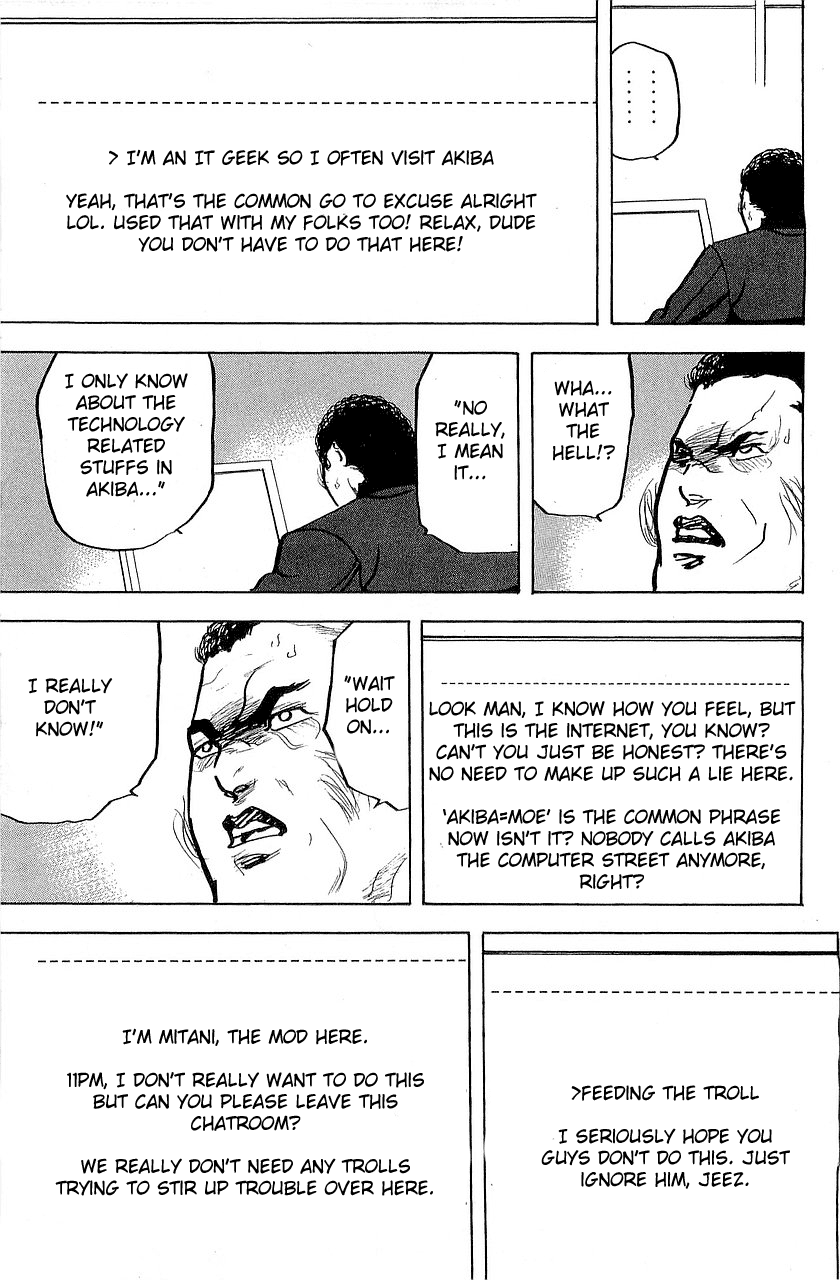 ............
> I'M AN IT GEEK SO I OFTEN VISIT AKIBA
YEAH, THAT'S THE COMMON GO TO EXCUSE ALRIGHT
LOL. USED THAT WITH MY FOLKS TOO! RELAX, DUDE
YOU DON'T HAVE TO DO THAT HERE!
WHA...
WHAT
THE
HELL!?
"NO
REALLY,
I MEAN
IT...
I ONLY KNOW
ABOUT THE
TECHNOLOGY
RELATED
STUFFS IN
AKIBA..."
LOOK MAN, I KNOW HOW YOU FEEL, BUT
THIS IS THE INTERNET, YOU KNOW?
CAN'T YOU JUST BE HONEST? THERE'S
NO NEED TO MAKE UP SUCH A LIE HERE.
'AKIBA=MOE' IS THE COMMON PHRASE
NOW ISN'T IT? NOBODY CALLS AKIBA
THE COMPUTER STREET ANYMORE,
RIGHT?
"WAIT
HOLD
ON...
I REALLY
DON'T
KNOW!"
>FEEDING THE TROLL
I SERIOUSLY HOPE YOU
GUYS DON'T DO THIS. JUST
IGNORE HIM, JEEZ.
I'M MITANI, THE MOD HERE.
11PM, I DON'T REALLY WANT TO DO THIS
BUT CAN YOU PLEASE LEAVE THIS
CHATROOM?
WE REALLY DON'T NEED ANY TROLLS
TRYING TO STIR UP TROUBLE OVER HERE.